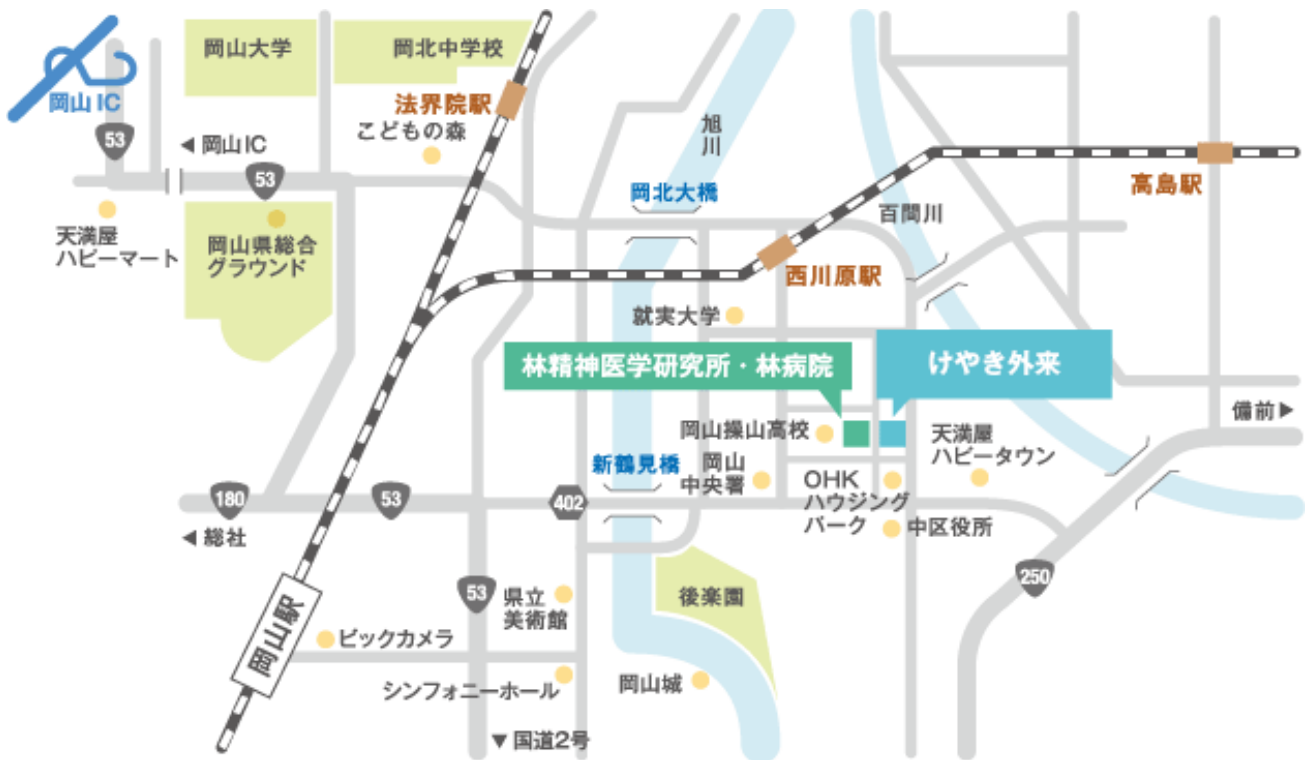 岡山大学
岡北中学校
岡山IC
法界院駅
こどもの森
53
◀岡山IC
53
旭川
岡北大橋
高島駅
百間川
天満屋
ハピーマート
岡山県総合
グラウンド
西川原駅
就実大学
林精神医学研究所・林病院
けやき外来
備前▶
岡山操山高校
天満屋
ハピータウン
新鶴見橋
岡山
中央署
OHK
ハウジング
パーク
180
53
402
◀総社
中区役所
250
53
県立
美術館
後楽園
岡山駅
ビックカメラ
シンフォニーホール
岡山城
▼国道2号